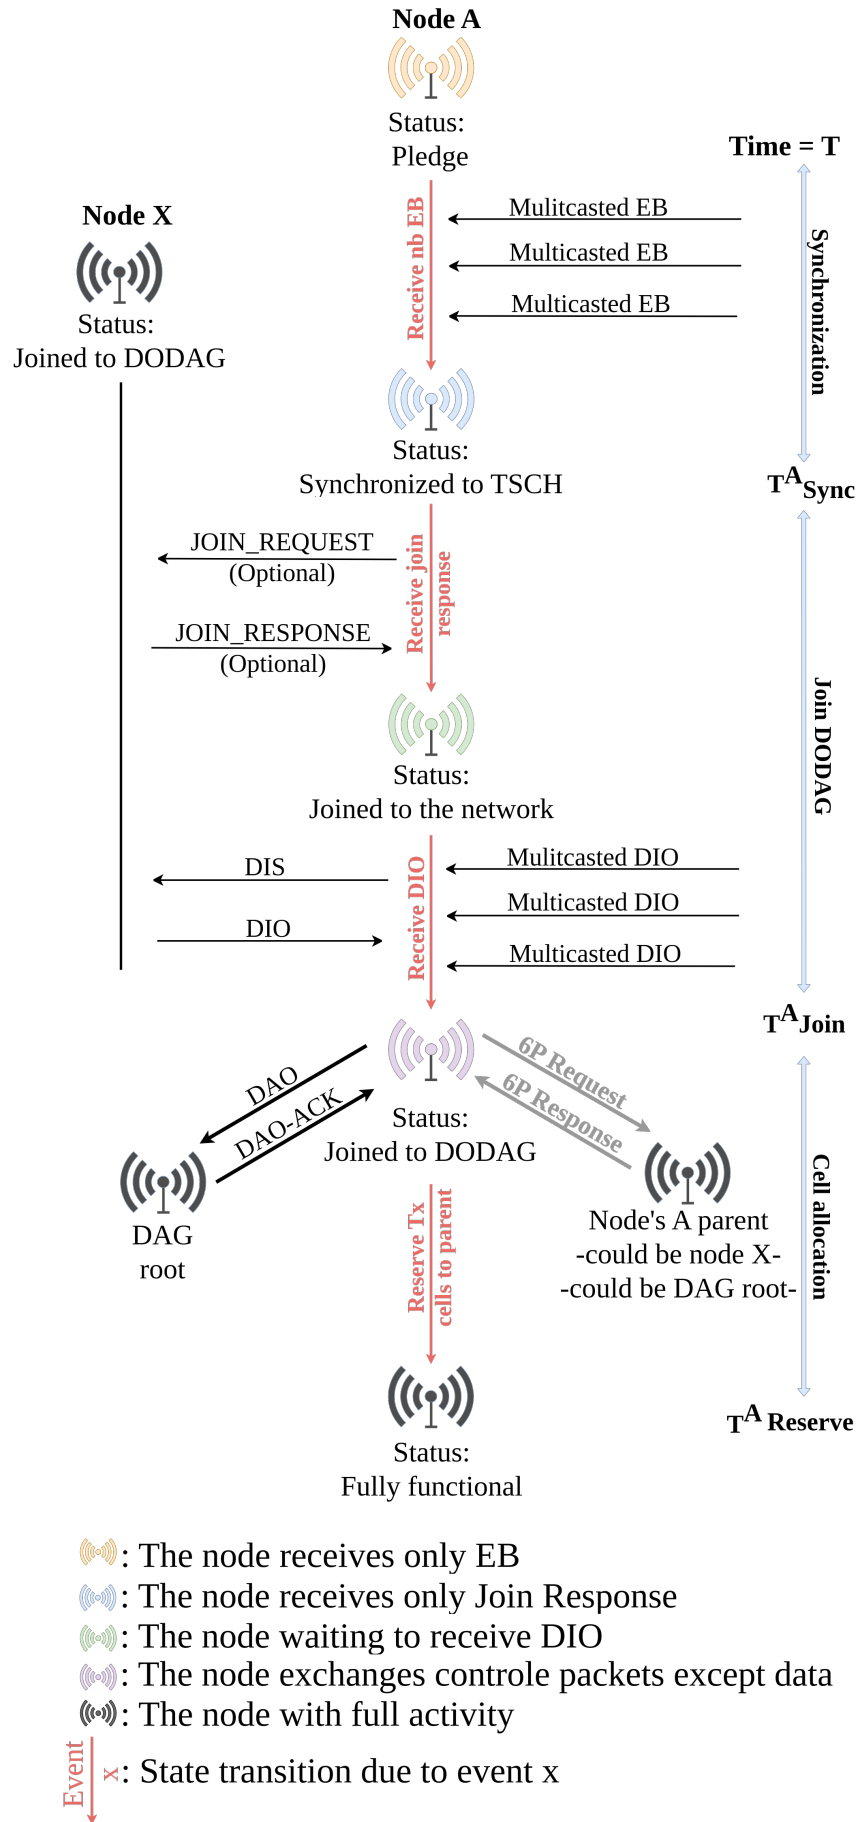 Node A
Status:
Pledge
Time = T
Node X
Status:
Joined to DODAG
Receive nb EB
Mulitcasted EB
Multicasted EB
Multicasted EB
Synchronization
Status:
Synchronized to TSCH
TASync
JOIN_REQUEST
(Optional)
JOIN_RESPONSE
(Optional)
Receive join
response
Join DODAG
Status:
Joined to the network
DIS
DIO
Receive DIO
Mulitcasted DIO
Multicasted DIO
Multicasted DIO
TAJoin
DAO
DAO-ACK
6P Request
6P Response
Status:
Joined to DODAG
DAG
root
Node's A parent
-could be node X-
-could be DAG root-
Reserve Tx
cells to parent
Cell allocation
TA Reserve
Status:
Fully functional
: The node receives only EB
: The node receives only Join Response
: The node waiting to receive DIO
: The node exchanges controle packets except data
: The node with full activity
Event
x
: State transition due to event x